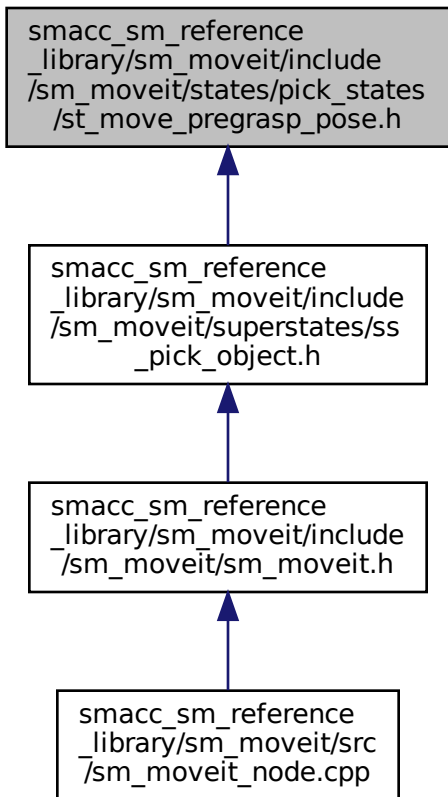 smacc_sm_reference
_library/sm_moveit/include
/sm_moveit/states/pick_states
/st_move_pregrasp_pose.h
smacc_sm_reference
_library/sm_moveit/include
/sm_moveit/superstates/ss
_pick_object.h
smacc_sm_reference
_library/sm_moveit/include
/sm_moveit/sm_moveit.h
smacc_sm_reference
_library/sm_moveit/src
/sm_moveit_node.cpp